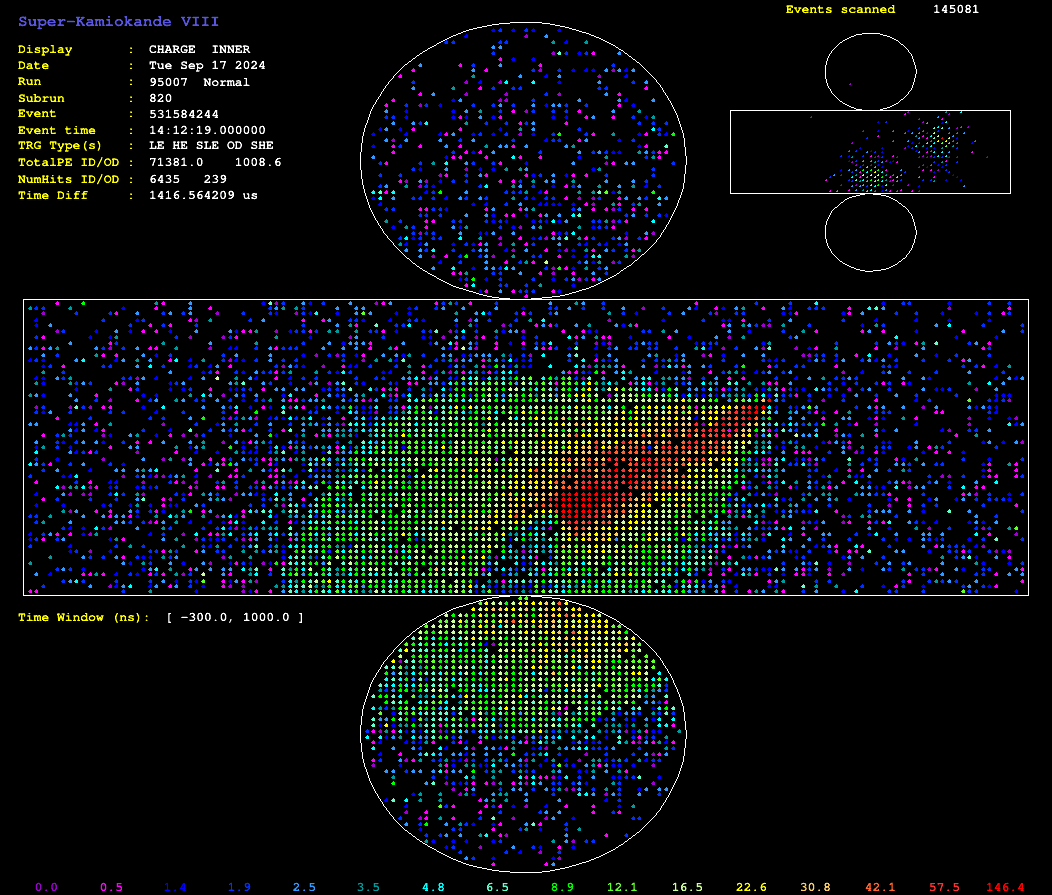 Super-Kamiokande VIII
Events scanned 145081
Display : CHARGE INNER
Date : Tue Sep 17 2024
Run : 95007 Normal
Subrun : 820
Event : 531584244
Event time : 14:12:19.000000
TRG Type(s) : LE HE SLE OD SHE
TotalPE ID/OD : 71381.0 1008.6
NumHits ID/OD : 6435 239
Time Diff : 1416.564209 us
Time Window (ns): [ -300.0, 1000.0 ]
0.0 0.5 1.4 1.9 2.5 3.5 4.8 6.5 8.9 12.1 16.5 22.6 30.8 42.1 57.5 146.4